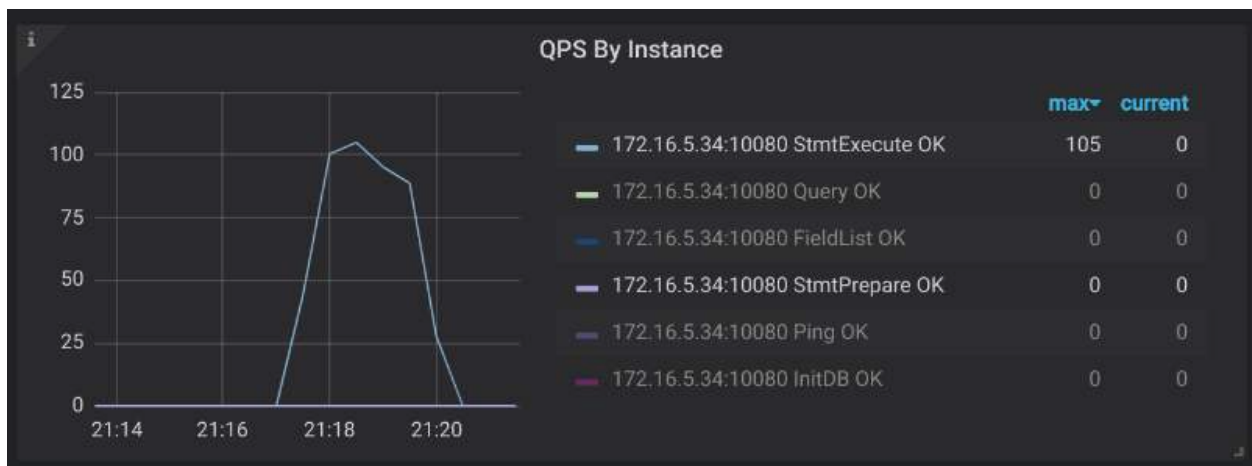 i
QPS By Instance
125
100
75
50
25
0
21:14 21:16 21:18 21:20
max current
172.16.5.34:10080 StmtExecute OK 105 0
172.16.5.34:10080 Query OK 0 0
172.16.5.34:10080 FieldList OK 0 0
172.16.5.34:10080 StmtPrepare OK 0 0
172.16.5.34:10080 Ping OK 0 0
172.16.5.34:10080 InitDB OK 0 0